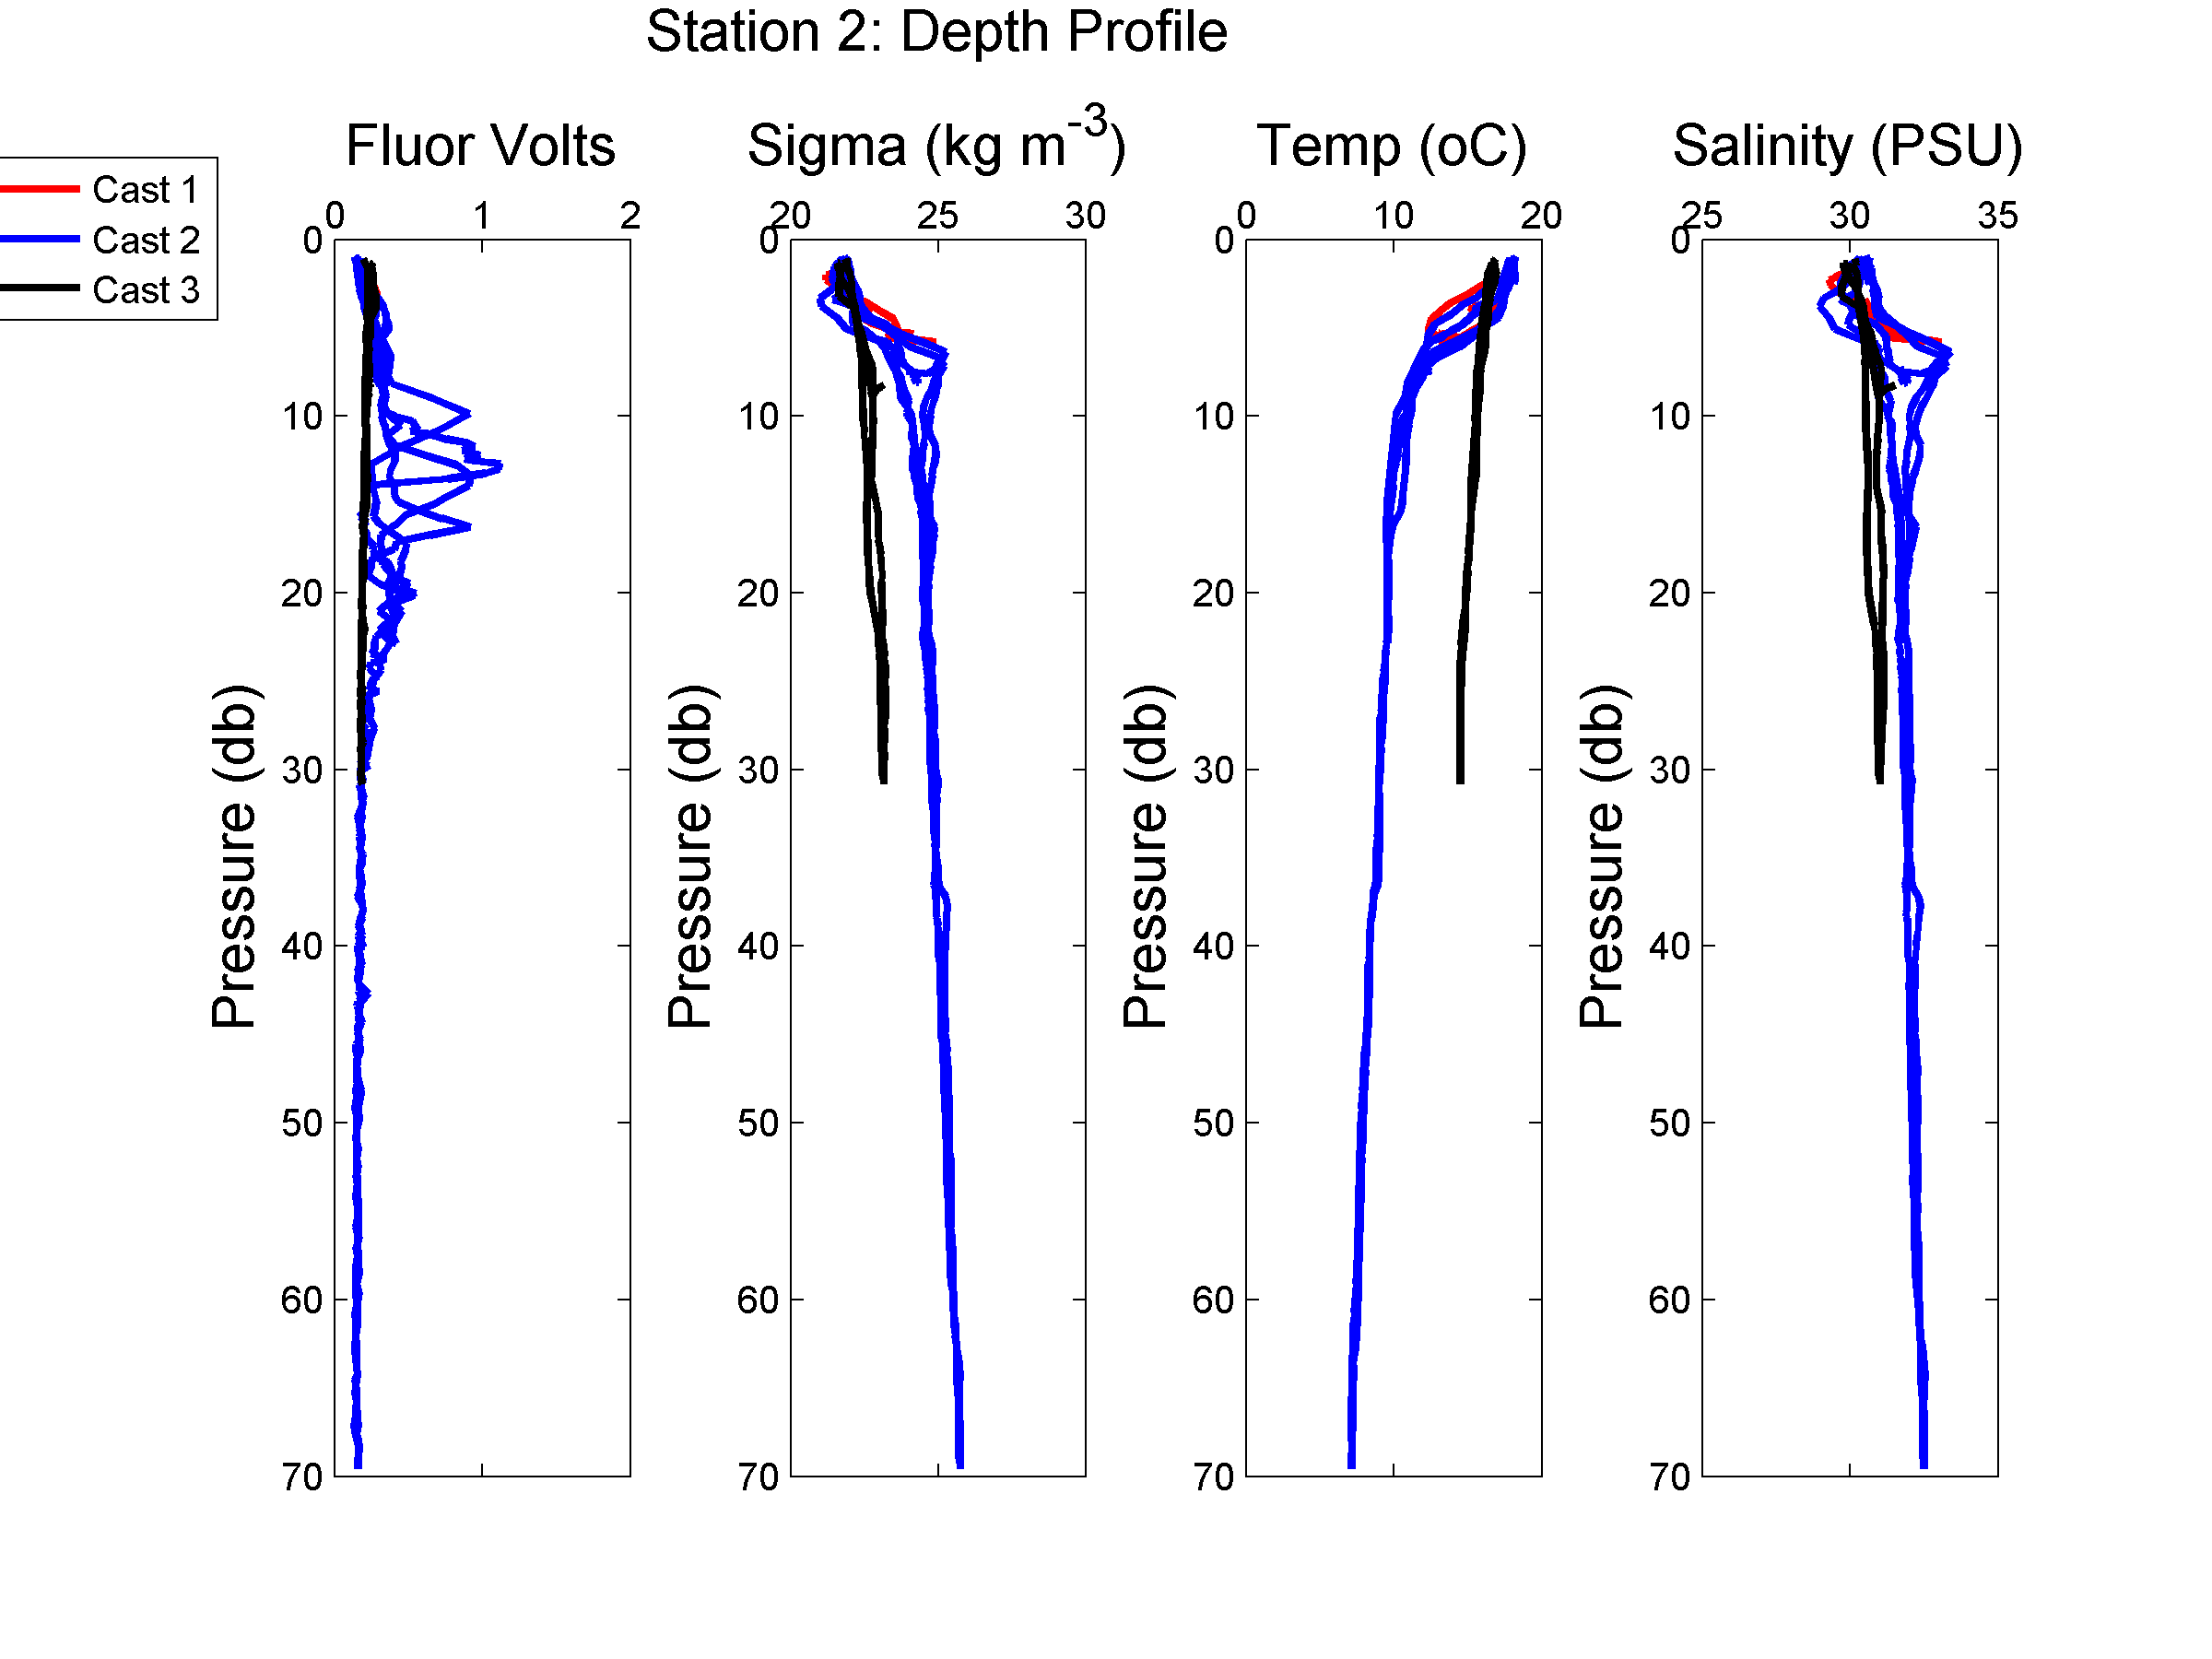 Station 2: Depth Profile
Fluor Volts
Sigma (kg m-3)
Temp (oC)
Salinity (PSU)
Cast 1
Cast 2
Cast 3
0 1 2
20 25 30
0 10 20
25 30 35
0 0 0 0
10 10 10 10
20 20 20 20
30 30 30 30
40 40 40 40
50 50 50 50
60 60 60 60
70 70 70 70
Pressure (db)
Pressure (db)
Pressure (db)
Pressure (db)